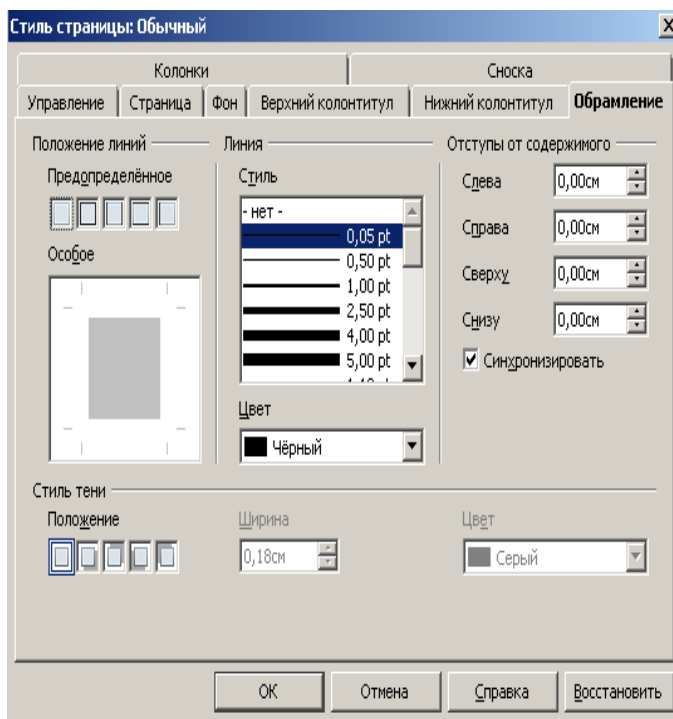 Стиль страницы: Обычный
Колонки Сноска
Управление Страница Фон Верхний колонтитул Нижний колонтитул Обрамление
Положение линий Линия Отступы от содержимого
Предопределённое Стиль Слева 0,00см
- нет -
0,05 pt
Справа 0,00см
Особое 0,50 pt
1,00 pt Сверху 0,00см
2,50 pt
4,00 pt Снизу 0,00см
5,00 pt Синхронизировать
Цвет
Чёрный
Стиль тени
Положение Ширина Цвет
0,18см Серый
ОК Отмена Справка Восстановить